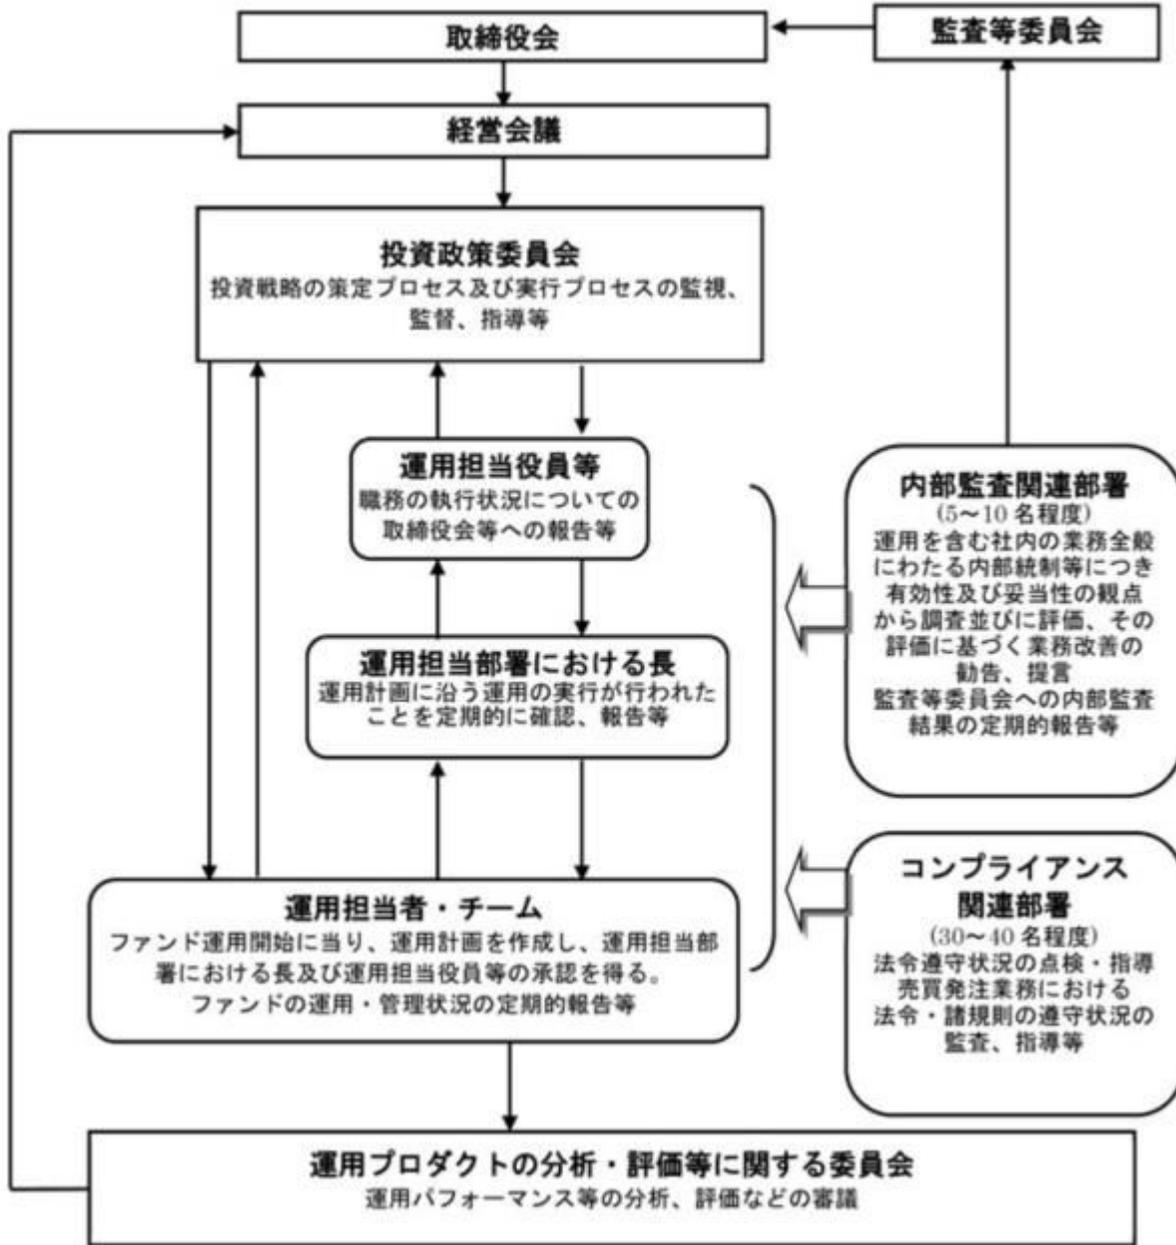 取締役会
監査等委員会
経営会議
投資政策委員会
投資戦略の策定プロセス及び実行プロセスの監視、
監督、指導等
運用担当役員等
職務の執行状況についての
取締役会等への報告等
運用担当部署における長
運用計画に沿う運用の実行が行われた
ことを定期的に確認、報告等
運用担当者・チーム
ファンド運用開始に当り、運用計画を作成し、運用担当部
署における長及び運用担当役員等の承認を得る。
ファンドの運用・管理状況の定期的報告等
内部監査関連部署
(5～10 名程度)
運用を含む社内の業務全般
にわたる内部統制等につき
有効性及び妥当性の観点
から調査並びに評価、その
評価に基づく業務改善の
勧告、提言
監査等委員会への内部監査
結果の定期的報告等
コンプライアンス
関連部署
(30～40 名程度)
法令遵守状況の点検・指導
売買発注業務における
法令・諸規則の遵守状況の
監査、指導等
運用プロダクトの分析・評価等に関する委員会
運用パフォーマンス等の分析、評価などの審議